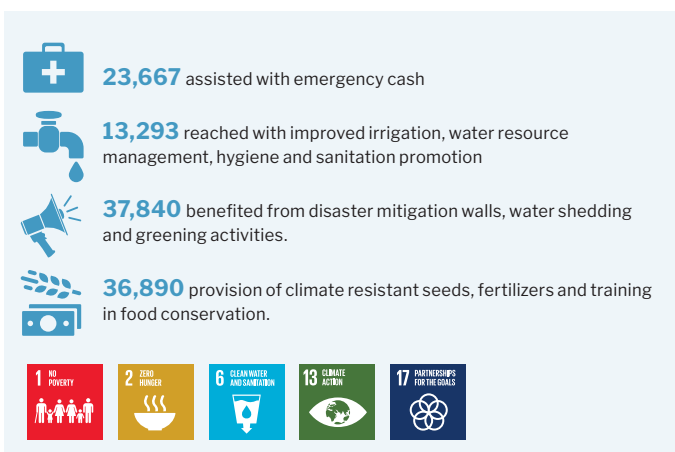 23,667 assisted with emergency cash
13,293 reached with improved irrigation, water resource
management, hygiene and sanitation promotion
37,840 benefited from disaster mitigation walls, water shedding
and greening activities.
36,890 provision of climate resistant seeds, fertilizers and training
in food conservation.
1 NO
POVERTY
2 ZERO
HUNGER
6 CLEAN WATER
AND SANITATION
13 CLIMATE
ACTION
17 PARTNERSHIPS
FOR THE GOALS